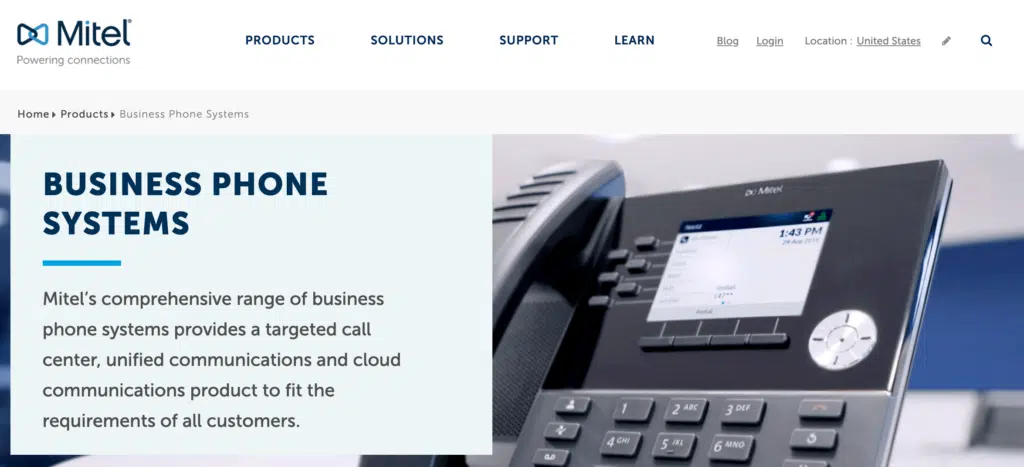 Mitel
Powering connections
PRODUCTS SOLUTIONS SUPPORT LEARN
Blog Login Location : United States
Home Products Business Phone Systems
BUSINESS PHONE
SYSTEMS
Mitel's comprehensive range of business
phone systems provides a targeted call
center, unified communications and cloud
communications product to fit the
requirements of all customers.
Mitel
1:43 PM
1
2 ABC
3 DEF
4 GHI
5 JKL
6 MNO